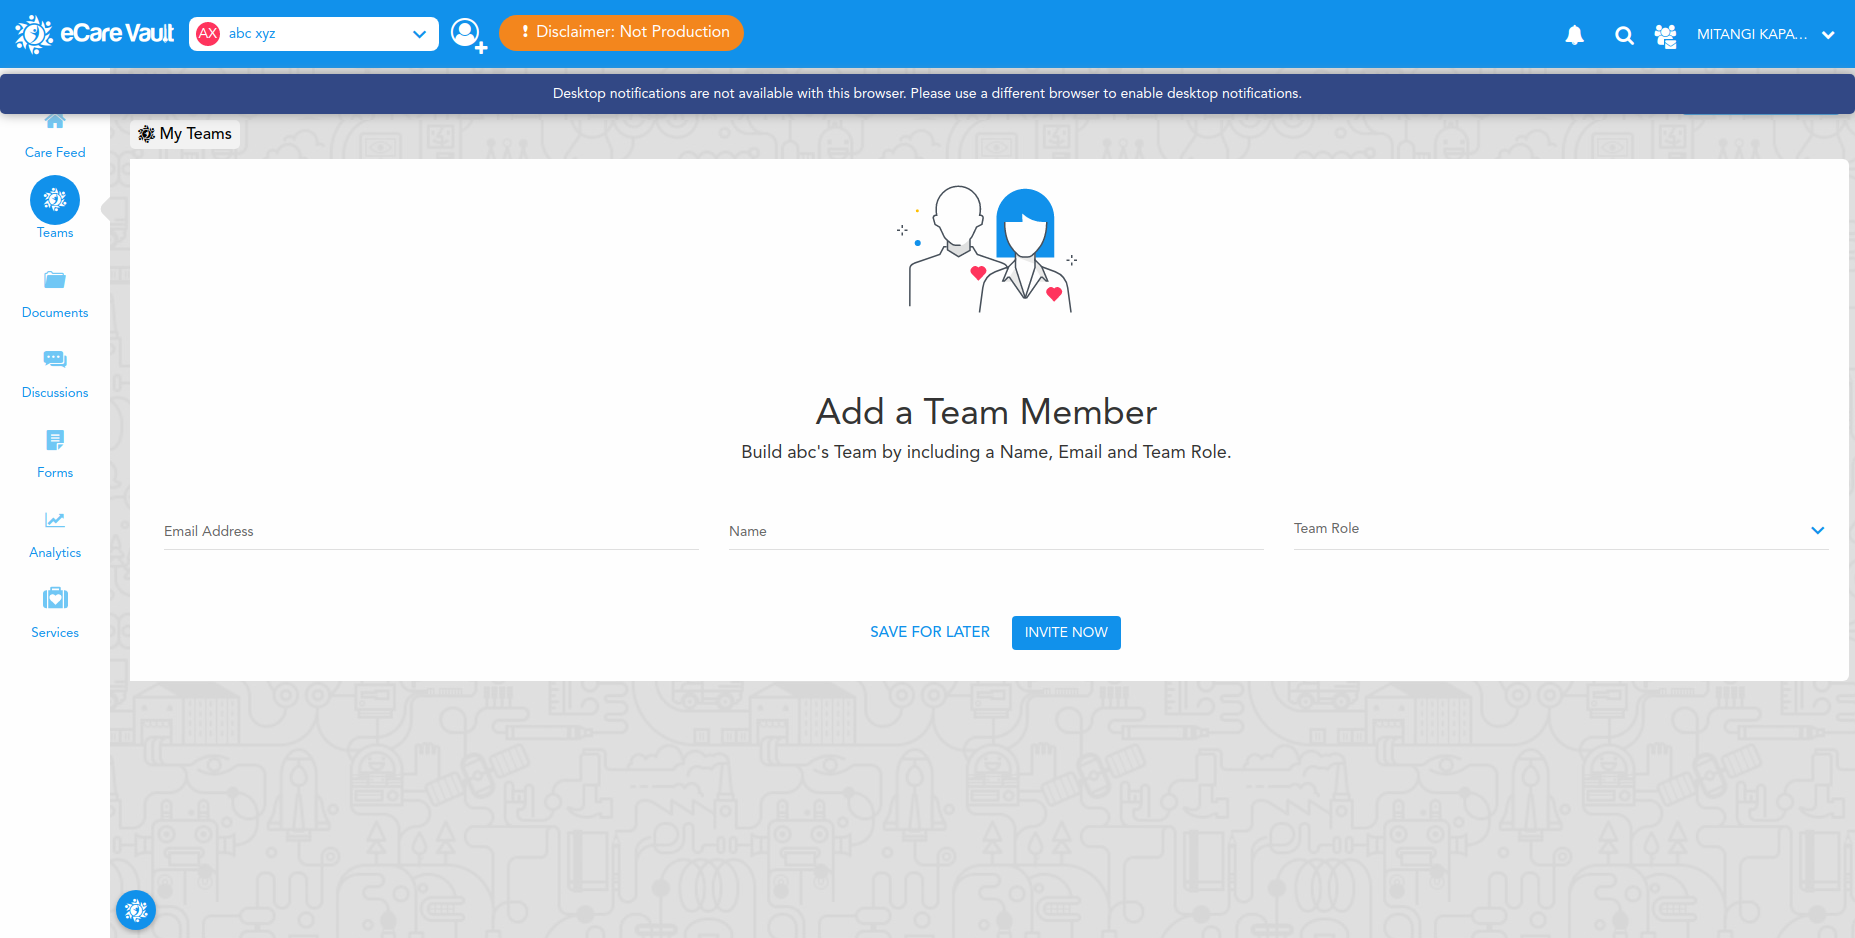 eCare Vault
AX abc xyz
! Disclaimer: Not Production
MITANGI KAPA...
Desktop notifications are not available with this browser. Please use a different browser to enable desktop notifications.
My Teams
Care Feed
Teams
Documents
Discussions
Forms
Analytics
Services
Add a Team Member
Build abc's Team by including a Name, Email and Team Role.
Email Address
Name
Team Role
SAVE FOR LATER
INVITE NOW